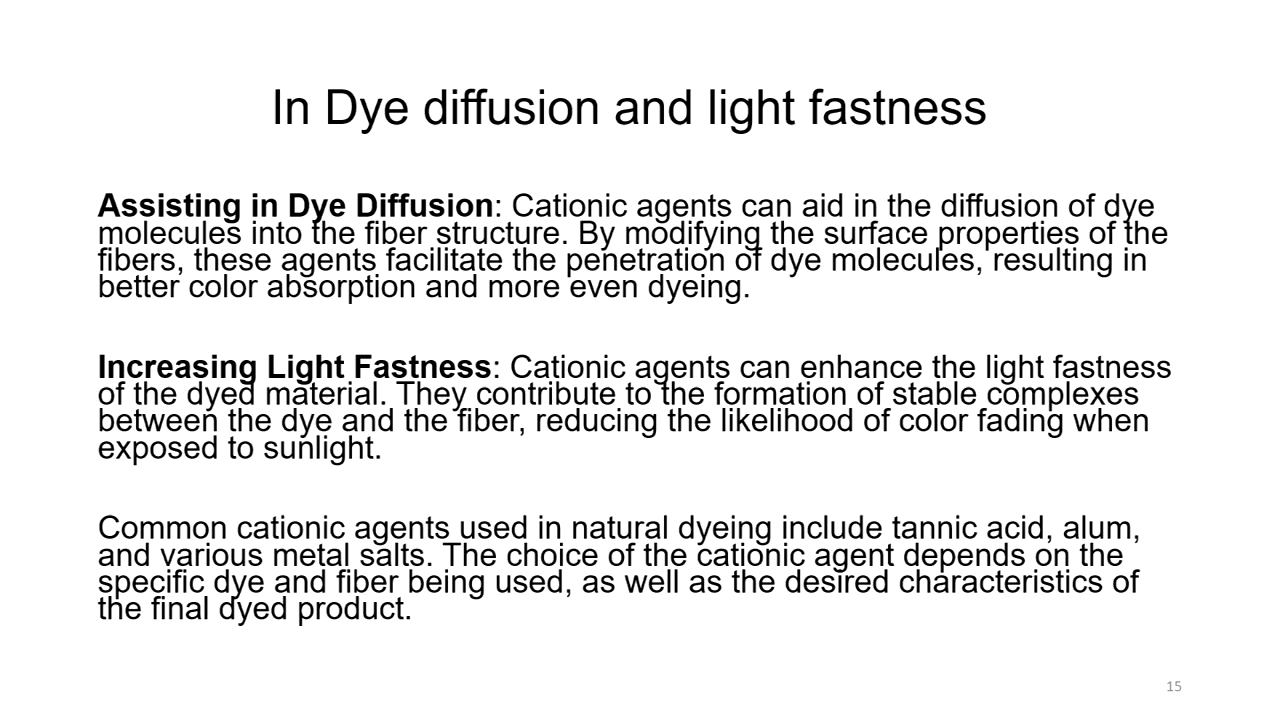 In Dye diffusion and light fastness
Assisting in Dye Diffusion: Cationic agents can aid in the diffusion of dye
molecules into the fiber structure. By modifying the surface properties of the
fibers, these agents facilitate the penetration of dye molecules, resulting in
better color absorption and more even dyeing.
Increasing Light Fastness: Cationic agents can enhance the light fastness
of the dyed material. They contribute to the formation of stable complexes
between the dye and the fiber, reducing the likelihood of color fading when
exposed to sunlight.
Common cationic agents used in natural dyeing include tannic acid, alum,
and various metal salts. The choice of the cationic agent depends on the
specific dye and fiber being used, as well as the desired characteristics of
the final dyed product.
15